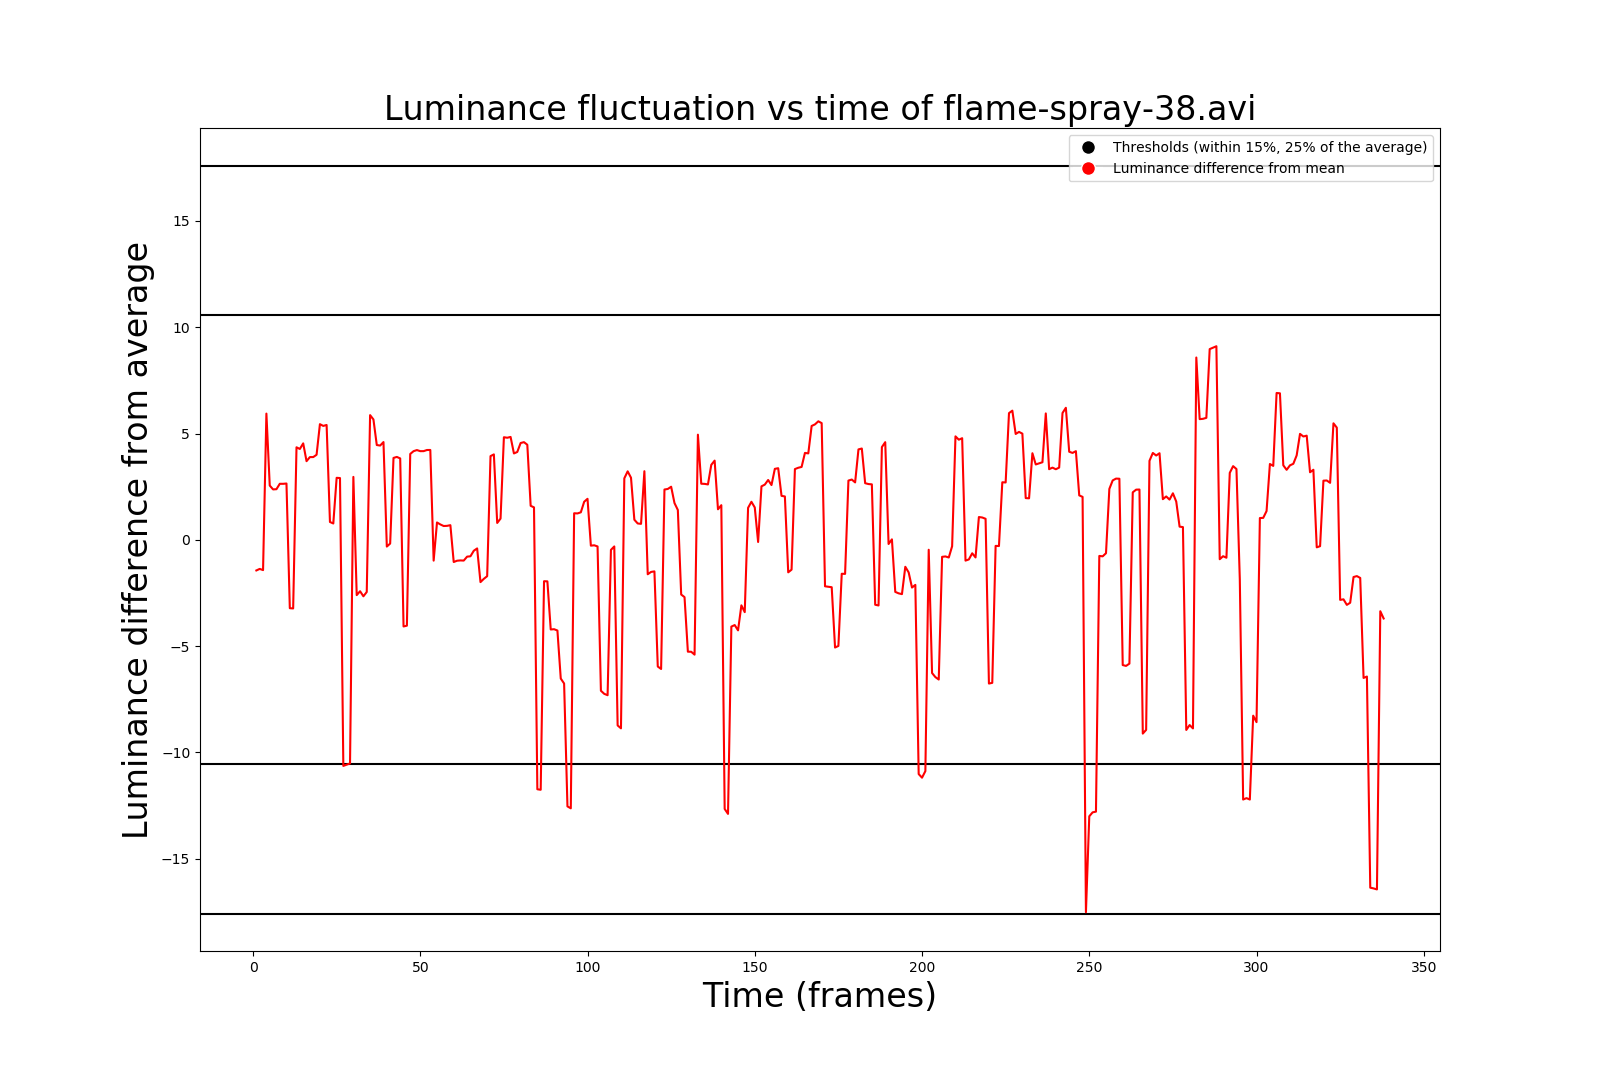 Luminance fluctuation vs time of flame-spray-38.avi
Thresholds (within 15%, 25% of the average)
Luminance difference from mean
Luminance difference from average
15
10
5
0
−5
−10
−15
0 50 100 150 200 250 300 350
Time (frames)